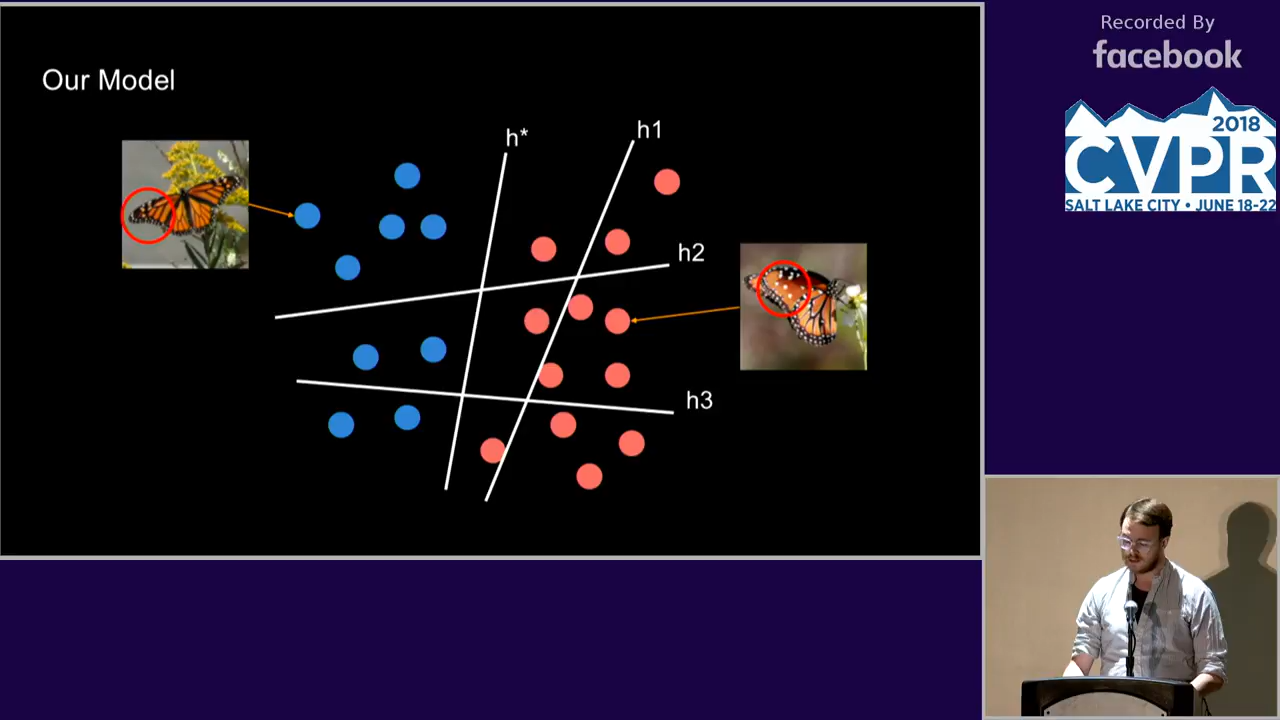 Our Model
h*
h1
h2
h3
Recorded By
facebook
2018
CVPR
SALT LAKE CITY • JUNE 18-22